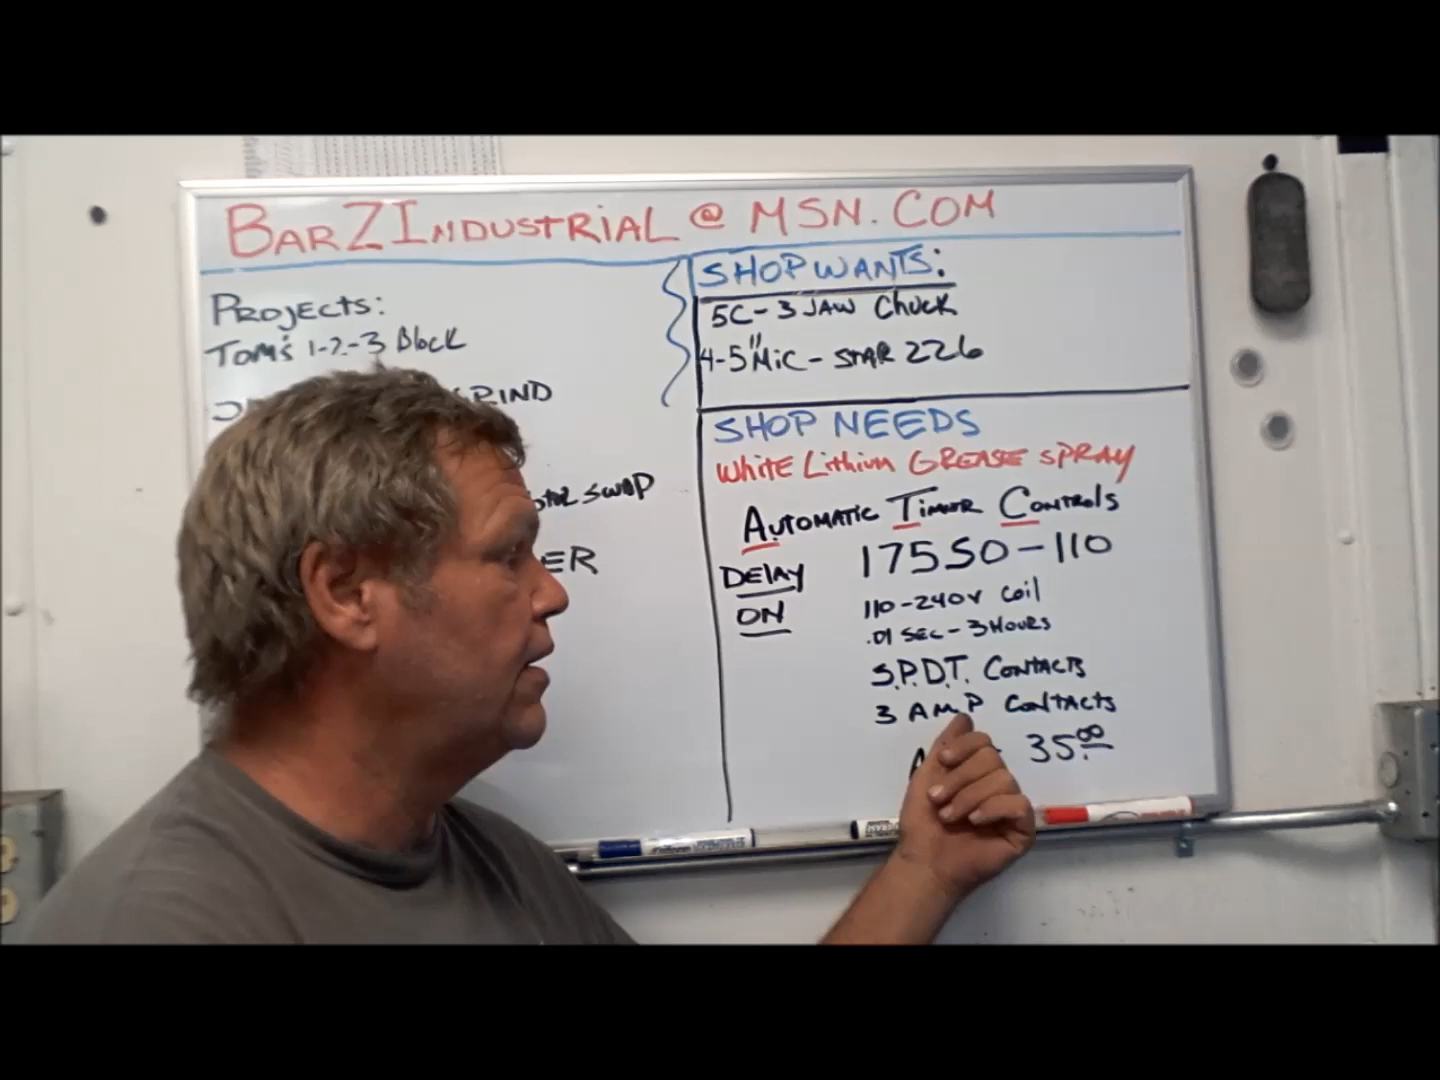 BarZIndustrial @ MSN.COM
Projects:
Tom's 1-2-3 Block
SWAP
SHOP WANTS:
5C-3 JAW CHUCK
4-5" MIC - STAR 226
SHOP NEEDS
White Lithium GREASE SPRAY
Automatic Timer Controls
DELAY ON
17550-110
110-240V Coil
.01 SEC - 3 HOURS
S.P.D.T. CONTACTS
3 AMP CONTACTS
35.00